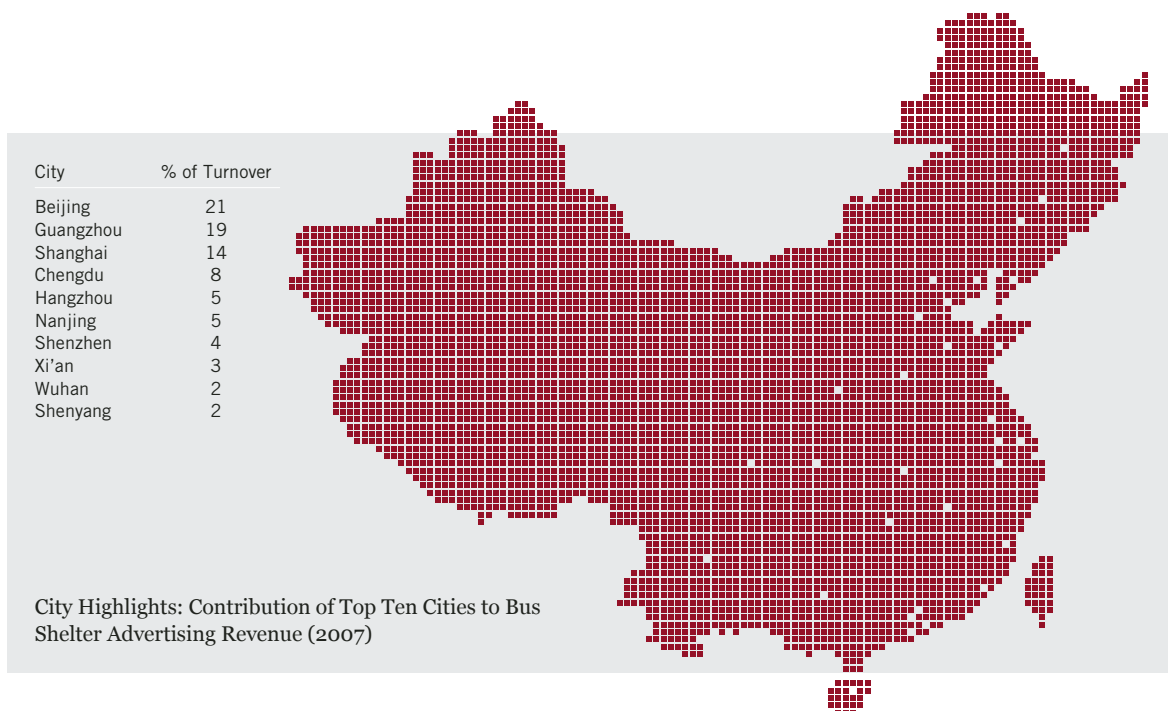 City % of Turnover
Beijing 21
Guangzhou 19
Shanghai 14
Chengdu 8
Hangzhou 5
Nanjing 5
Shenzhen 4
Xi’an 3
Wuhan 2
Shenyang 2
City Highlights: Contribution of Top Ten Cities to Bus
Shelter Advertising Revenue (2007)